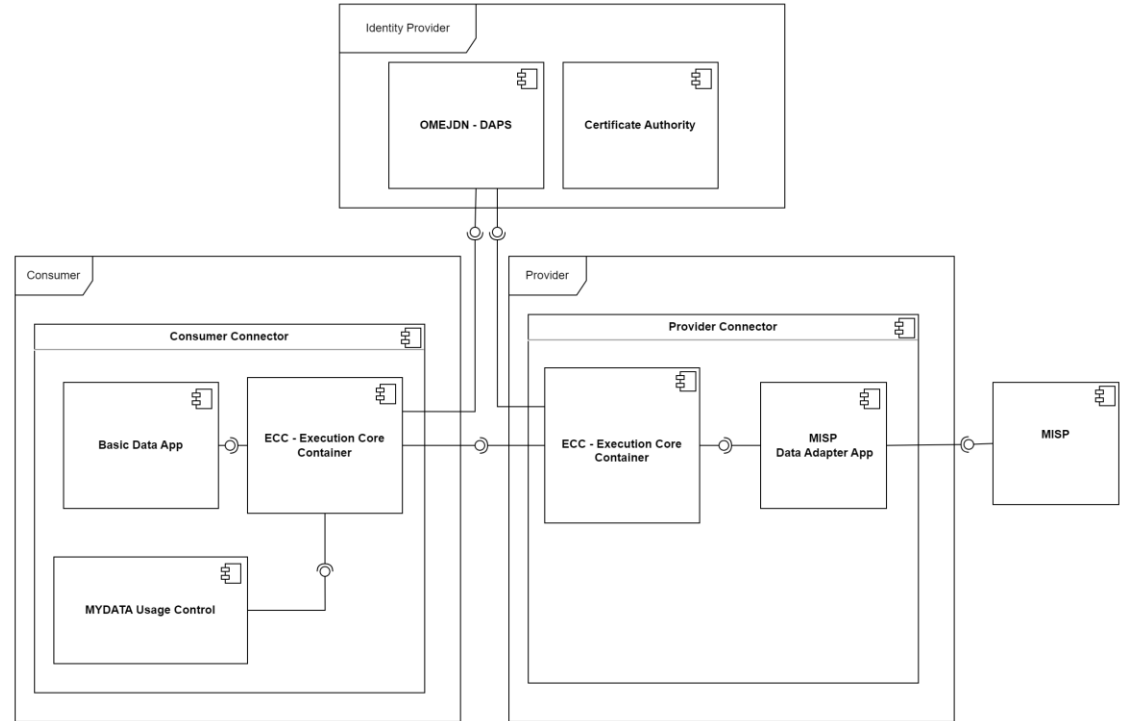 Identity Provider
OMEJDN - DAPS
Certificate Authority
Consumer
Consumer Connector
Basic Data App
ECC - Execution Core
Container
MYDATA Usage Control
Provider
Provider Connector
ECC - Execution Core
Container
MISP
Data Adapter App
MISP